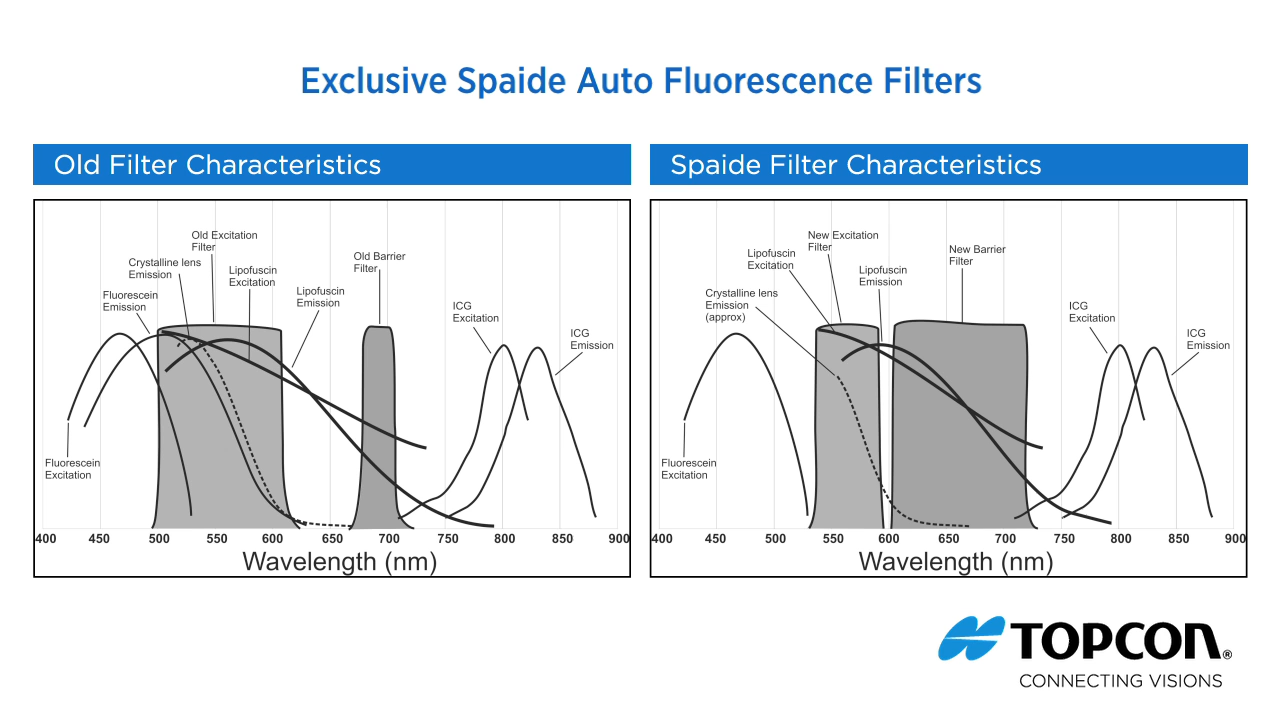 Exclusive Spaide Auto Fluorescence Filters
Old Filter Characteristics
Old Excitation
Filter
Crystalline lens
Emission
Lipofuscin
Excitation
Old Barrier
Filter
Fluorescein
Emission
Lipofuscin
Emission
ICG
Excitation
ICG
Emission
Fluorescein
Excitation
400 450 500 550 600 650 700 750 800 850 900
Wavelength (nm)
Spaide Filter Characteristics
New Excitation
Filter
Lipofuscin
Excitation
Lipofuscin
Emission
New Barrier
Filter
Crystalline lens
Emission
(approx)
ICG
Excitation
ICG
Emission
Fluorescein
Excitation
400 450 500 550 600 650 700 750 800 850 900
Wavelength (nm)
TOPCON®
CONNECTING VISIONS